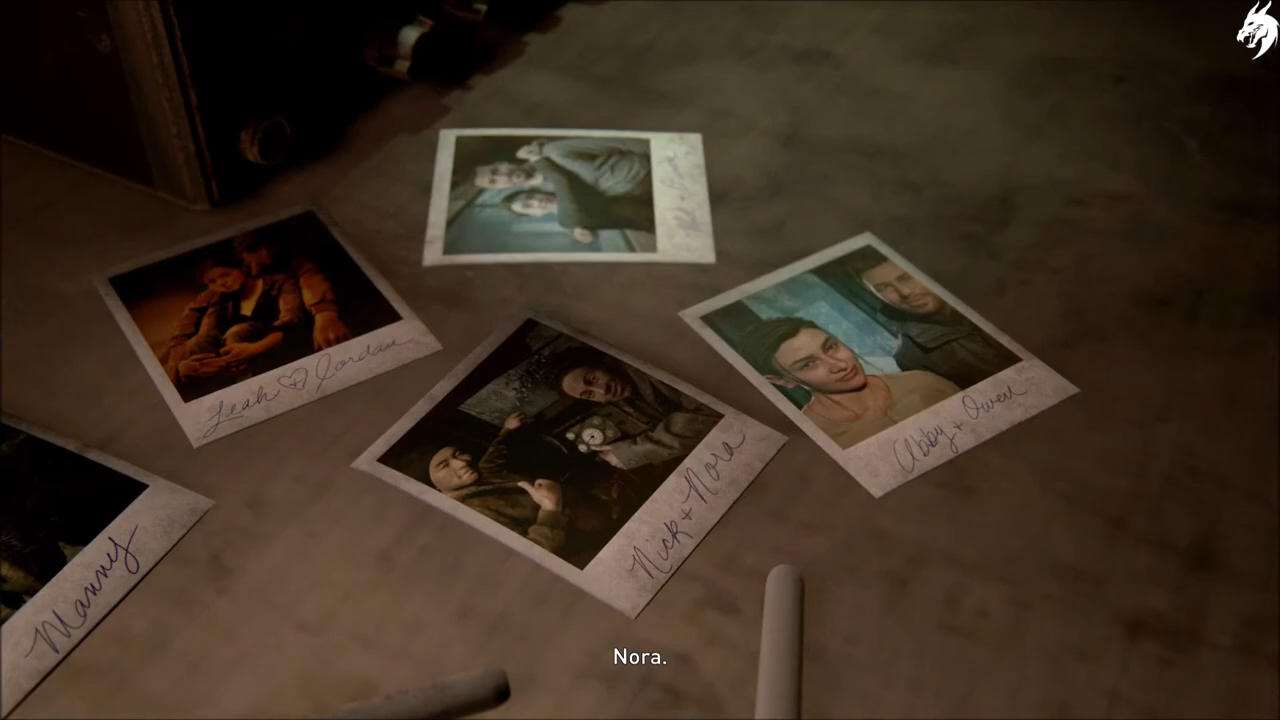 Leah + Jordan
Abby + Owen
Nick + Nora
Manny
Nora.